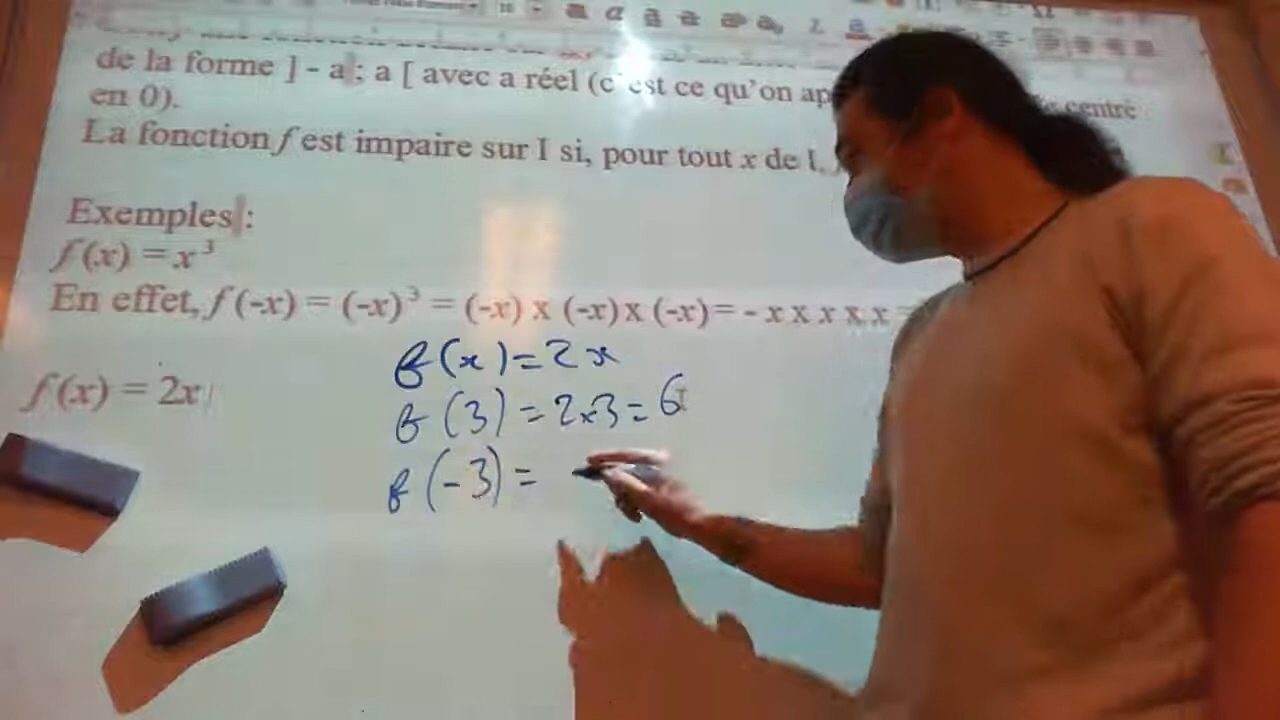 de la forme ] - a ; a [ avec a réel (c'est ce qu'on ap centré
en 0).
La fonction f est impaire sur I si, pour tout x de I,
Exemples :
f(x) = x³
En effet, f(-x) = (-x)³ = (-x) x (-x) x (-x) = - x x x x x =
f(x) = 2x
f(x) = 2x
f(3) = 2x3 = 6
f(-3) =